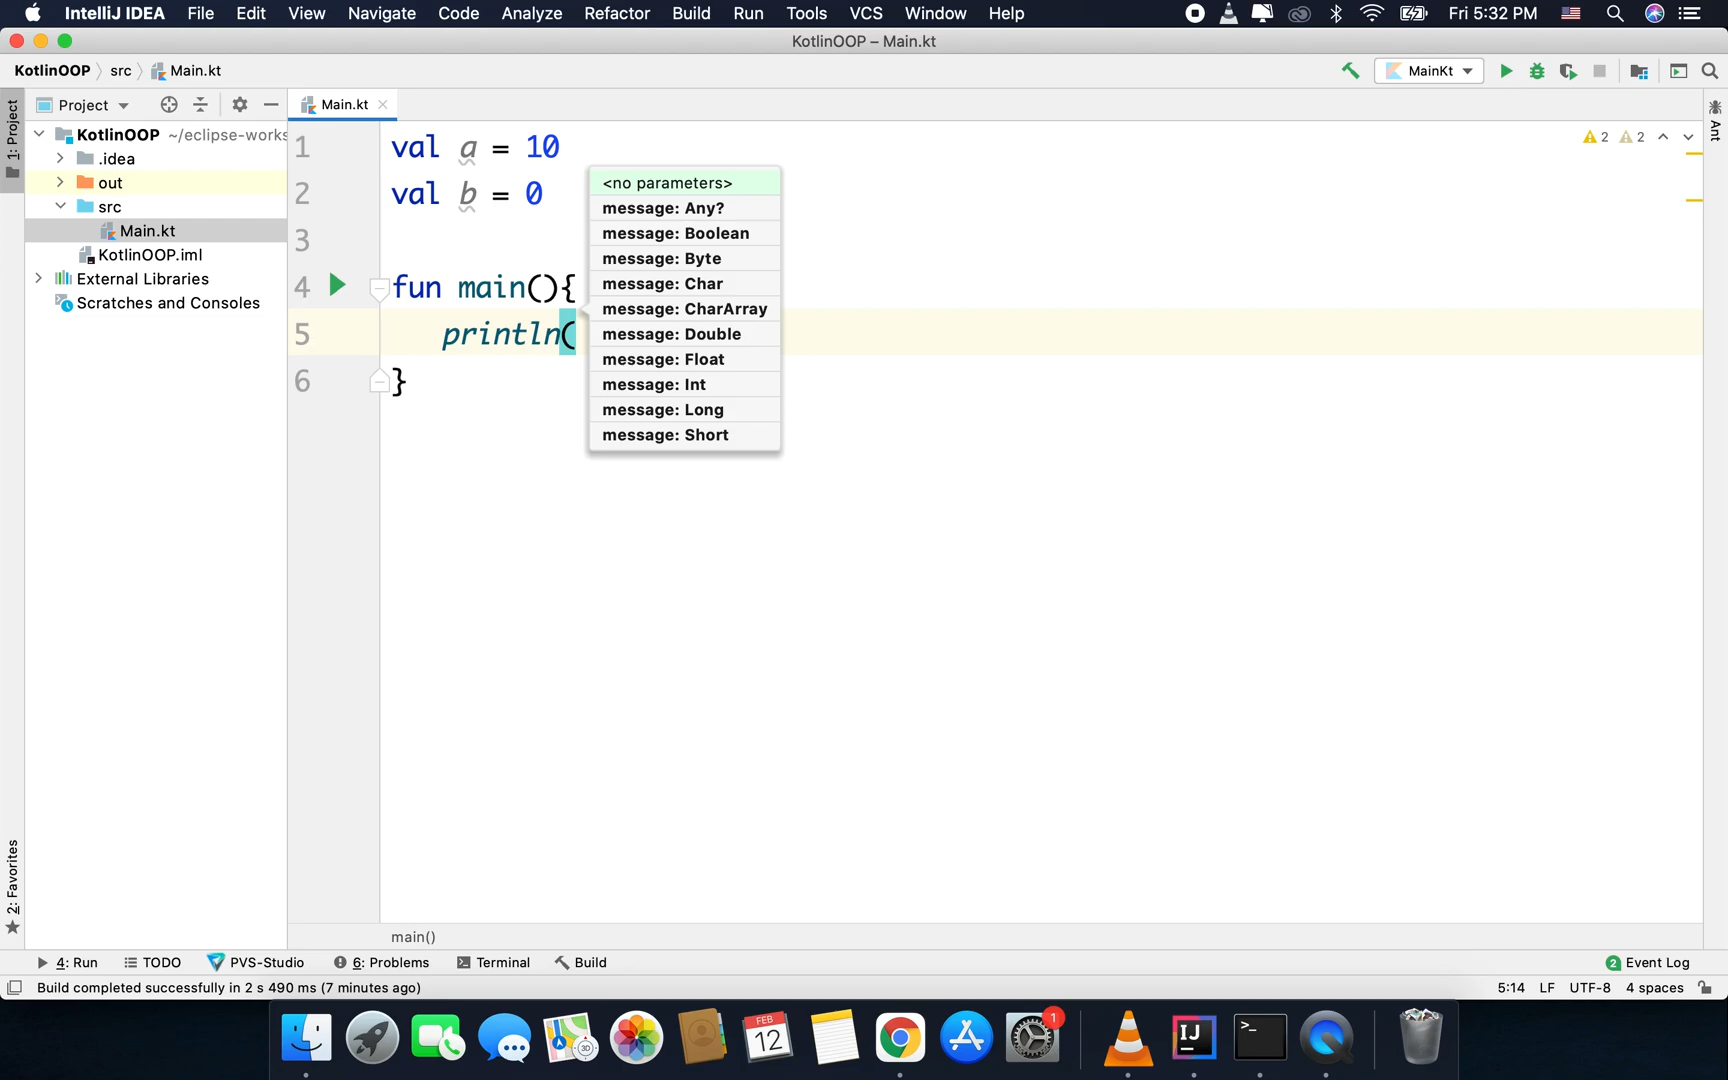 IntelliJ IDEA File Edit View Navigate Code Analyze Refactor Build Run Tools VCS Window Help Fri 5:32 PM
KotlinOOP – Main.kt
KotlinOOP src Main.kt MainKt
1: Project
Project
Main.kt
Ant
KotlinOOP ~/eclipse-works
.idea
out
src
Main.kt
KotlinOOP.iml
External Libraries
Scratches and Consoles
2: Favorites
2 2
1 val a = 10
2 val b = 0
3
4 fun main(){
5 println(
6 }
<no parameters>
message: Any?
message: Boolean
message: Byte
message: Char
message: CharArray
message: Double
message: Float
message: Int
message: Long
message: Short
main()
4: Run TODO PVS-Studio 6: Problems Terminal Build 2 Event Log
Build completed successfully in 2 s 490 ms (7 minutes ago) 5:14 LF UTF-8 4 spaces
3D
FEB
12
1
IJ
>_